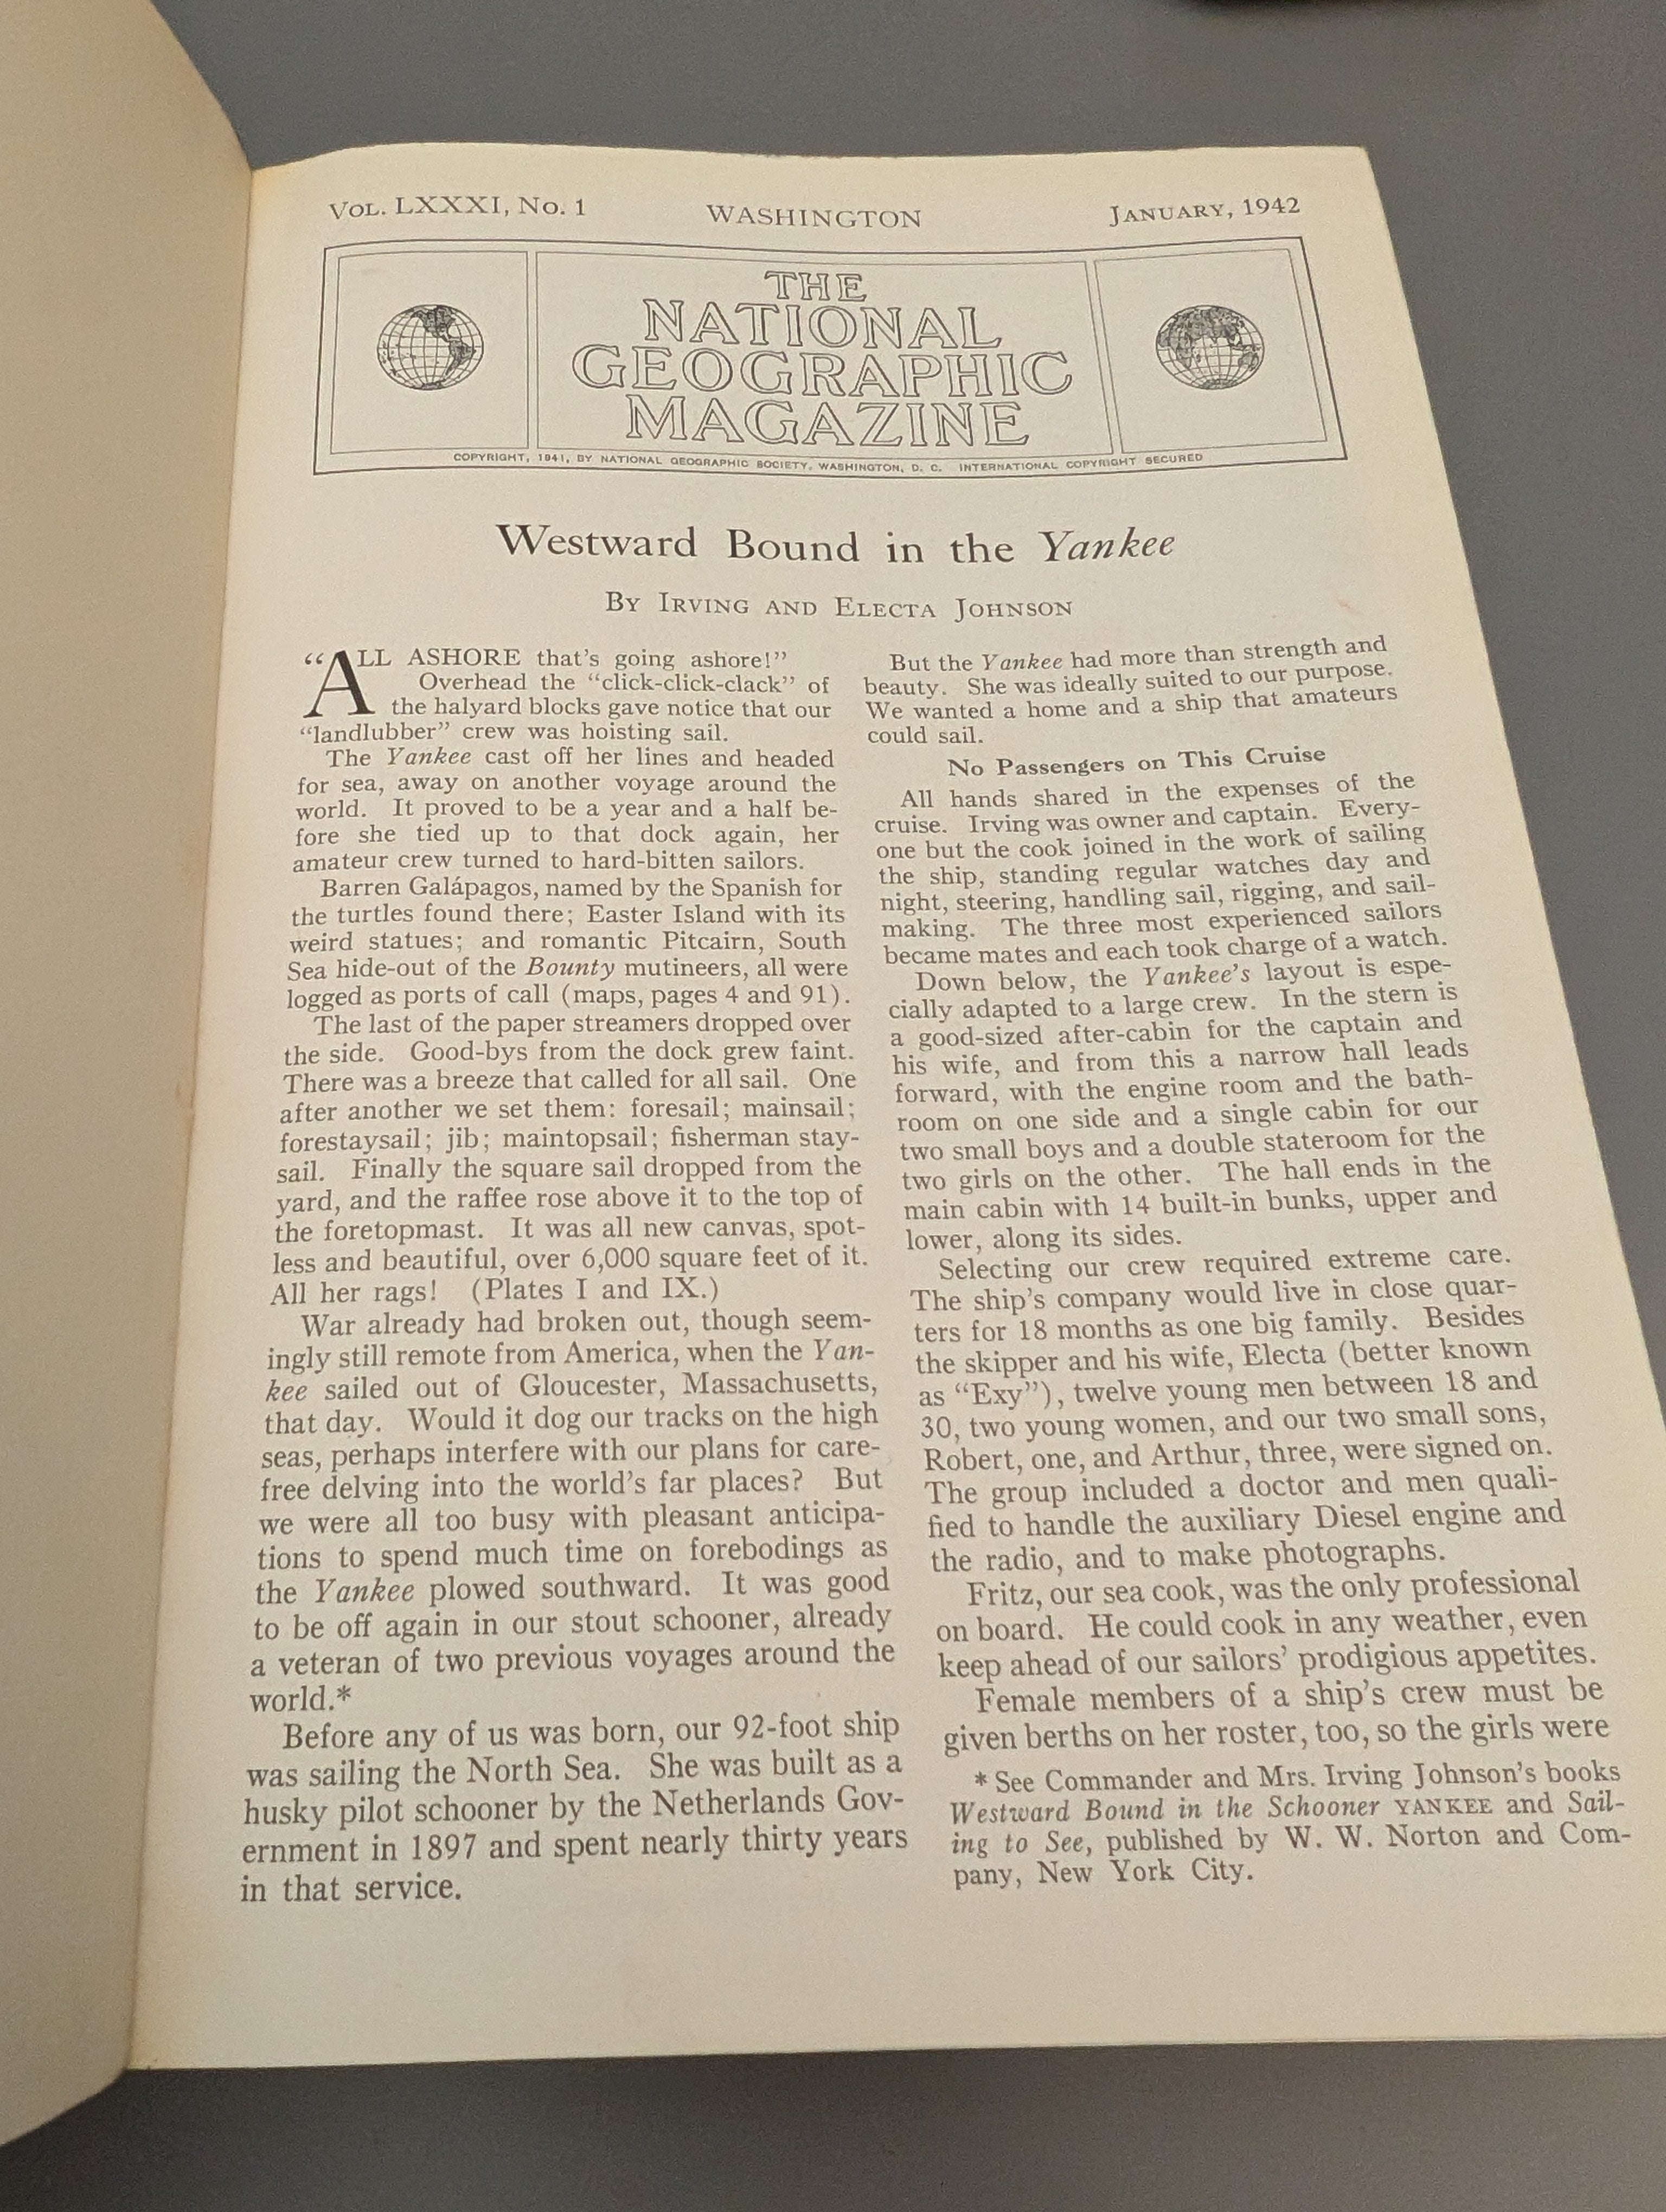 VOL. LXXXI, No. 1 WASHINGTON JANUARY, 1942
THE
NATIONAL
GEOGRAPHIC
MAGAZINE
COPYRIGHT, 1941, BY NATIONAL GEOGRAPHIC SOCIETY, WASHINGTON, D. C. INTERNATIONAL COPYRIGHT SECURED
Westward Bound in the Yankee
BY IRVING AND ELECTA JOHNSON
“ALL ASHORE that’s going ashore!”
Overhead the “click-click-clack” of
the halyard blocks gave notice that our
“landlubber” crew was hoisting sail.
The Yankee cast off her lines and headed
for sea, away on another voyage around the
world. It proved to be a year and a half be-
fore she tied up to that dock again, her
amateur crew turned to hard-bitten sailors.
Barren Galápagos, named by the Spanish for
the turtles found there; Easter Island with its
weird statues; and romantic Pitcairn, South
Sea hide-out of the Bounty mutineers, all were
logged as ports of call (maps, pages 4 and 91).
The last of the paper streamers dropped over
the side. Good-bys from the dock grew faint.
There was a breeze that called for all sail. One
after another we set them: foresail; mainsail;
forestaysail; jib; maintopsail; fisherman stay-
sail. Finally the square sail dropped from the
yard, and the raffee rose above it to the top of
the foretopmast. It was all new canvas, spot-
less and beautiful, over 6,000 square feet of it.
All her rags! (Plates I and IX.)
War already had broken out, though seem-
ingly still remote from America, when the Yan-
kee sailed out of Gloucester, Massachusetts,
that day. Would it dog our tracks on the high
seas, perhaps interfere with our plans for care-
free delving into the world’s far places? But
we were all too busy with pleasant anticipa-
tions to spend much time on forebodings as
the Yankee plowed southward. It was good
to be off again in our stout schooner, already
a veteran of two previous voyages around the
world.*
Before any of us was born, our 92-foot ship
was sailing the North Sea. She was built as a
husky pilot schooner by the Netherlands Gov-
ernment in 1897 and spent nearly thirty years
in that service.
But the Yankee had more than strength and
beauty. She was ideally suited to our purpose.
We wanted a home and a ship that amateurs
could sail.
No Passengers on This Cruise
All hands shared in the expenses of the
cruise. Irving was owner and captain. Every-
one but the cook joined in the work of sailing
the ship, standing regular watches day and
night, steering, handling sail, rigging, and sail-
making. The three most experienced sailors
became mates and each took charge of a watch.
Down below, the Yankee’s layout is espe-
cially adapted to a large crew. In the stern is
a good-sized after-cabin for the captain and
his wife, and from this a narrow hall leads
forward, with the engine room and the bath-
room on one side and a single cabin for our
two small boys and a double stateroom for the
two girls on the other. The hall ends in the
main cabin with 14 built-in bunks, upper and
lower, along its sides.
Selecting our crew required extreme care.
The ship’s company would live in close quar-
ters for 18 months as one big family. Besides
the skipper and his wife, Electa (better known
as “Exy”), twelve young men between 18 and
30, two young women, and our two small sons,
Robert, one, and Arthur, three, were signed on.
The group included a doctor and men quali-
fied to handle the auxiliary Diesel engine and
the radio, and to make photographs.
Fritz, our sea cook, was the only professional
on board. He could cook in any weather, even
keep ahead of our sailors’ prodigious appetites.
Female members of a ship’s crew must be
given berths on her roster, too, so the girls were
* See Commander and Mrs. Irving Johnson’s books
Westward Bound in the Schooner YANKEE and Sail-
ing to See, published by W. W. Norton and Com-
pany, New York City.